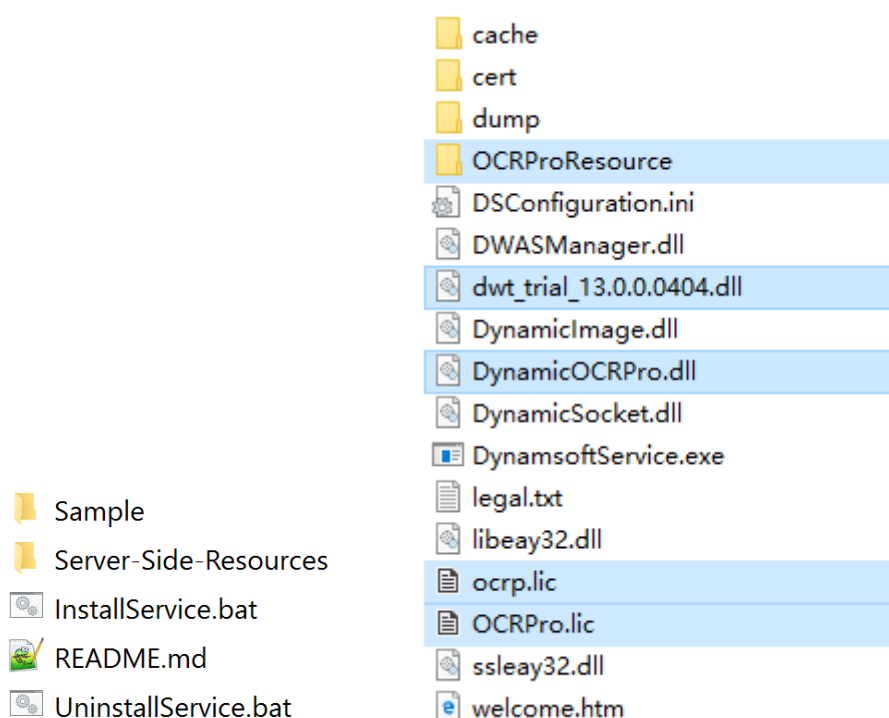 Sample
Server-Side-Resources
InstallService.bat
README.md
UninstallService.bat
cache
cert
dump
OCRProResource
DSConfiguration.ini
DWASManager.dll
dwt_trial_13.0.0.0404.dll
DynamicImage.dll
DynamicOCRPro.dll
DynamicSocket.dll
DynamsoftService.exe
legal.txt
libeay32.dll
ocrp.lic
OCRPro.lic
ssleay32.dll
welcome.htm